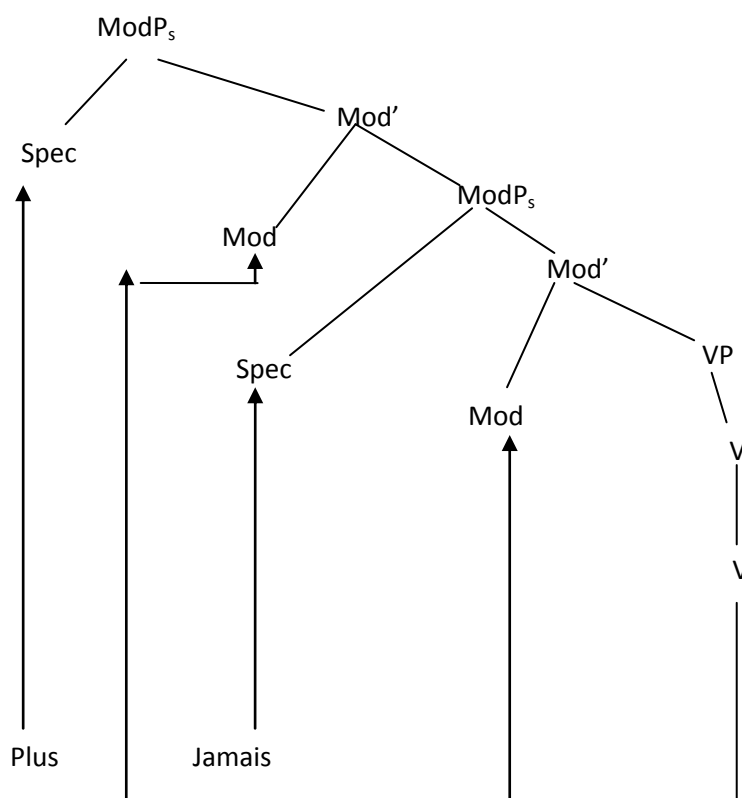 ModPₛ
Mod’
Spec
ModPₛ
Mod
Mod’
VP
Spec
Mod
V
V
Plus
Jamais